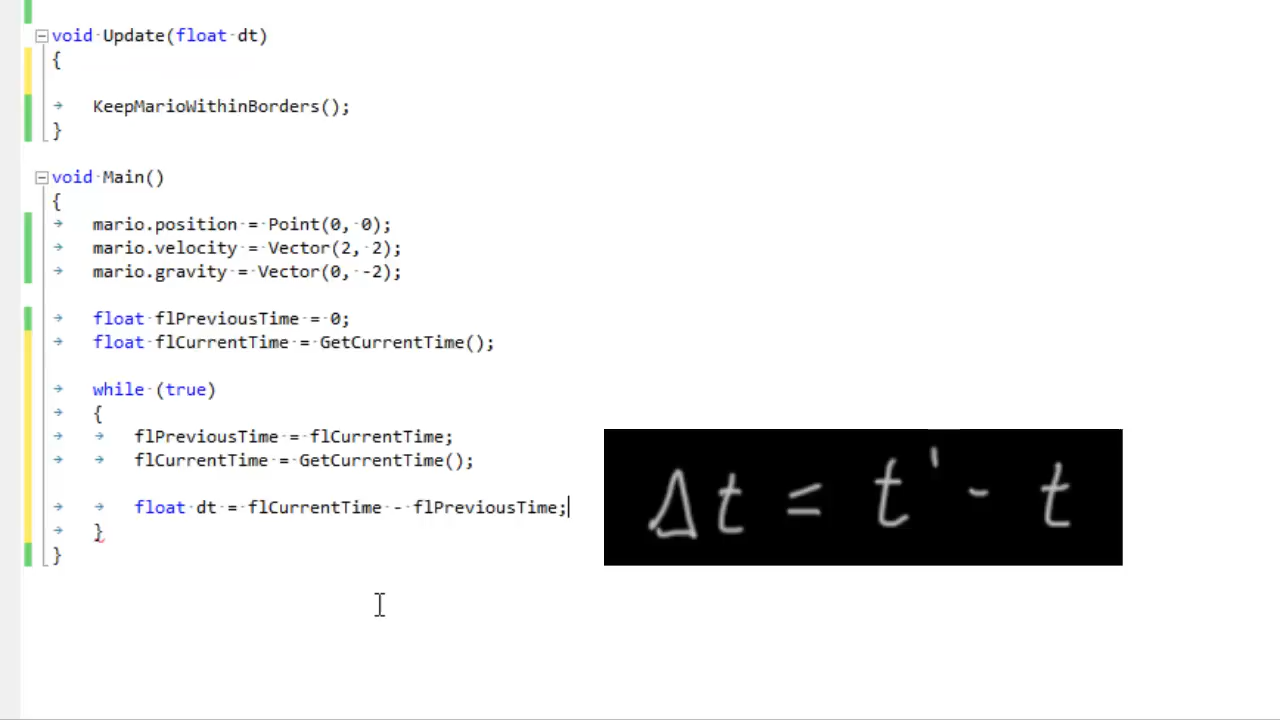 void Update(float dt)
{
KeepMarioWithinBorders();
}
void Main()
{
mario.position = Point(0, 0);
mario.velocity = Vector(2, 2);
mario.gravity = Vector(0, -2);
float flPreviousTime = 0;
float flCurrentTime = GetCurrentTime();
while (true)
{
flPreviousTime = flCurrentTime;
flCurrentTime = GetCurrentTime();
float dt = flCurrentTime - flPreviousTime;
}
}
Δt = t' - t